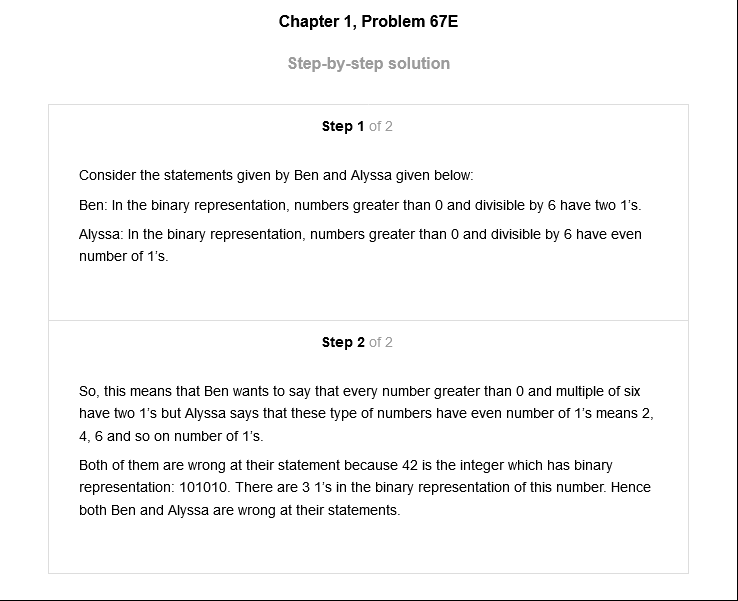 Chapter 1, Problem 67E
Step-by-step solution
Step 1 of 2
Consider the statements given by Ben and Alyssa given below:
Ben: In the binary representation, numbers greater than 0 and divisible by 6 have two 1's.
Alyssa: In the binary representation, numbers greater than 0 and divisible by 6 have even
number of 1's.
Step 2 of 2
So, this means that Ben wants to say that every number greater than 0 and multiple of six
have two 1's but Alyssa says that these type of numbers have even number of 1's means 2,
4, 6 and so on number of 1's.
Both of them are wrong at their statement because 42 is the integer which has binary
representation: 101010. There are 3 1's in the binary representation of this number. Hence
both Ben and Alyssa are wrong at their statements.